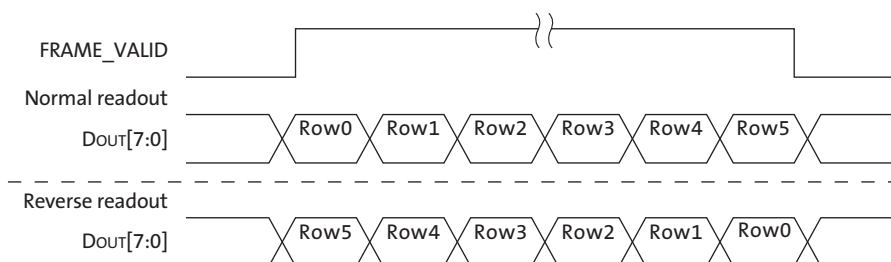 FRAME_VALID
Normal readout
DOUT[7:0] Row0 Row1 Row2 Row3 Row4 Row5
Reverse readout
DOUT[7:0] Row5 Row4 Row3 Row2 Row1 Row0